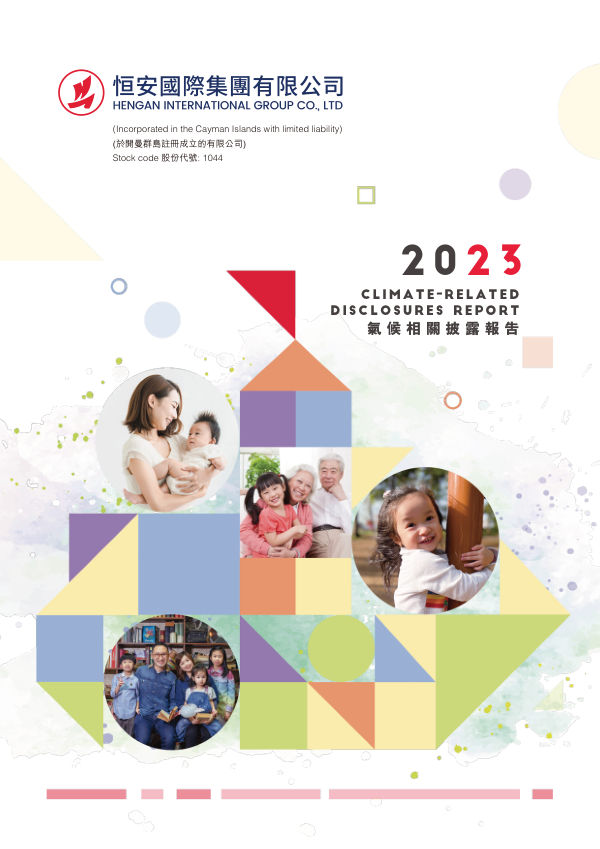 恒安國際集團有限公司
HENGAN INTERNATIONAL GROUP CO., LTD
(Incorporated in the Cayman Islands with limited liability)
(於開曼群島註冊成立的有限公司)
Stock code 股份代號: 1044
2023
CLIMATE-RELATED
DISCLOSURES REPORT
氣候相關披露報告